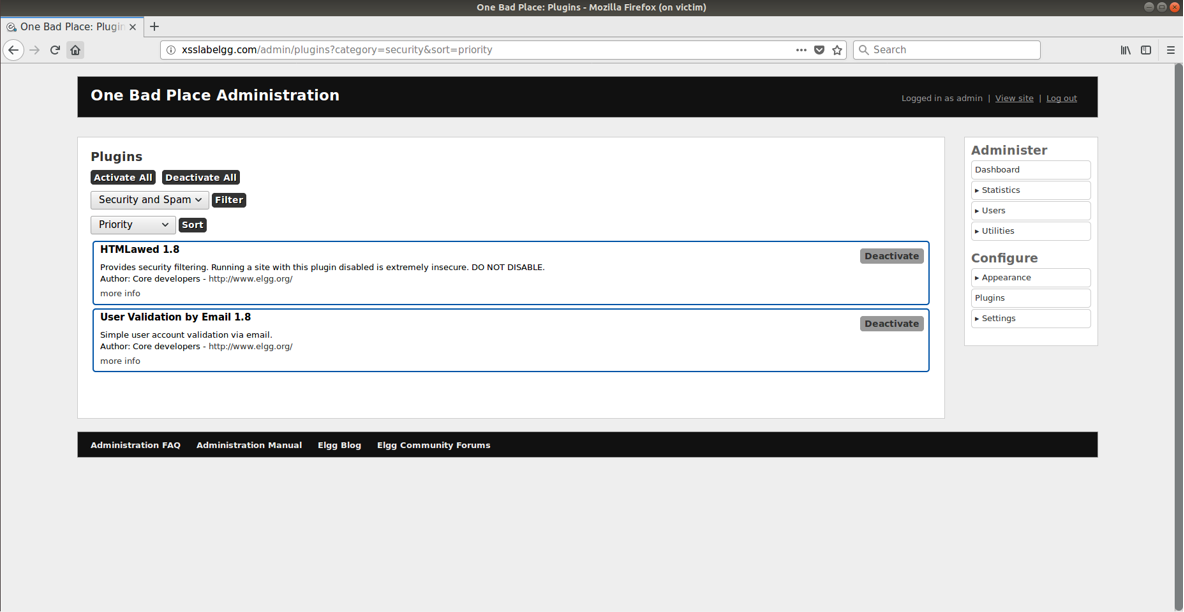 One Bad Place: Plugins - Mozilla Firefox (on victim)
One Bad Place: Plugin
xsslabelgg.com/admin/plugins?category=security&sort=priority
Search
One Bad Place Administration
Logged in as admin | View site | Log out
Plugins
Activate All Deactivate All
Security and Spam Filter
Priority Sort
HTMLawed 1.8
Deactivate
Provides security filtering. Running a site with this plugin disabled is extremely insecure. DO NOT DISABLE.
Author: Core developers - http://www.elgg.org/
more info
User Validation by Email 1.8
Deactivate
Simple user account validation via email.
Author: Core developers - http://www.elgg.org/
more info
Administer
Dashboard
▸ Statistics
▸ Users
▸ Utilities
Configure
▸ Appearance
Plugins
▸ Settings
Administration FAQ Administration Manual Elgg Blog Elgg Community Forums